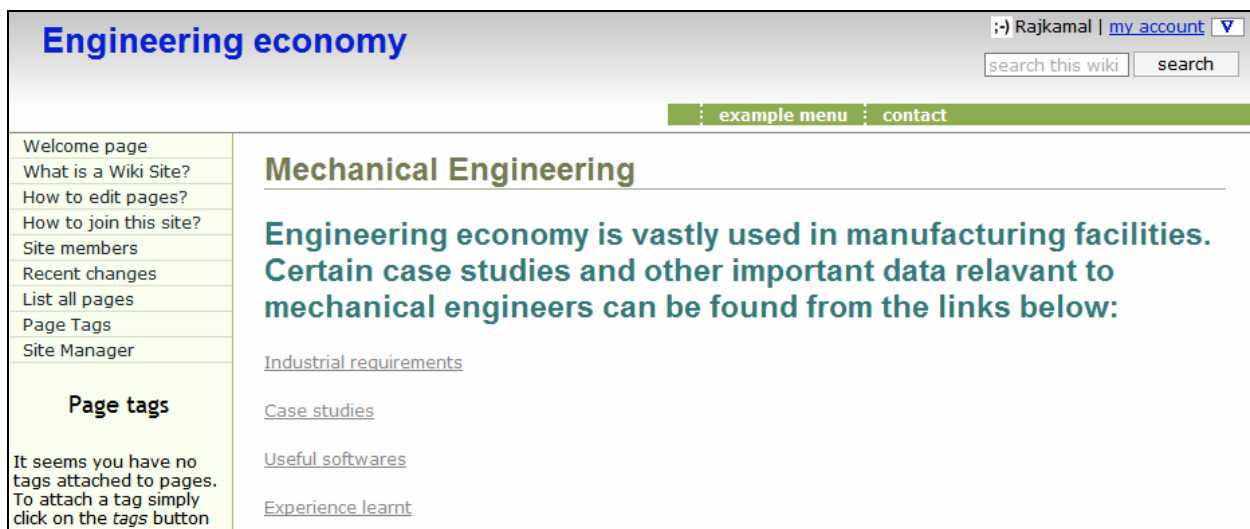 Engineering economy
;-) Rajkamal | my account
search this wiki search
example menu contact
Welcome page
What is a Wiki Site?
How to edit pages?
How to join this site?
Site members
Recent changes
List all pages
Page Tags
Site Manager
Page tags
It seems you have no
tags attached to pages.
To attach a tag simply
click on the tags button
Mechanical Engineering
Engineering economy is vastly used in manufacturing facilities.
Certain case studies and other important data relavant to
mechanical engineers can be found from the links below:
Industrial requirements
Case studies
Useful softwares
Experience learnt